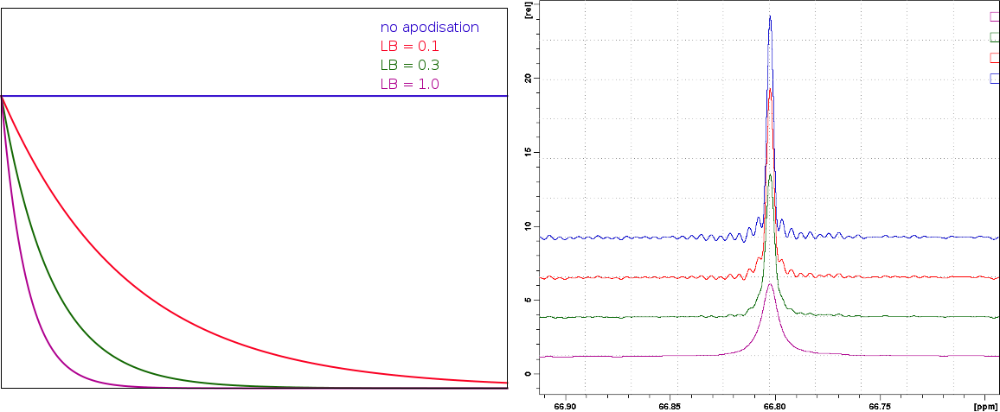 no apodisation
LB = 0.1
LB = 0.3
LB = 1.0
[rel]
20
15
10
5
0
66.90
66.85
66.80
66.75
[ppm]